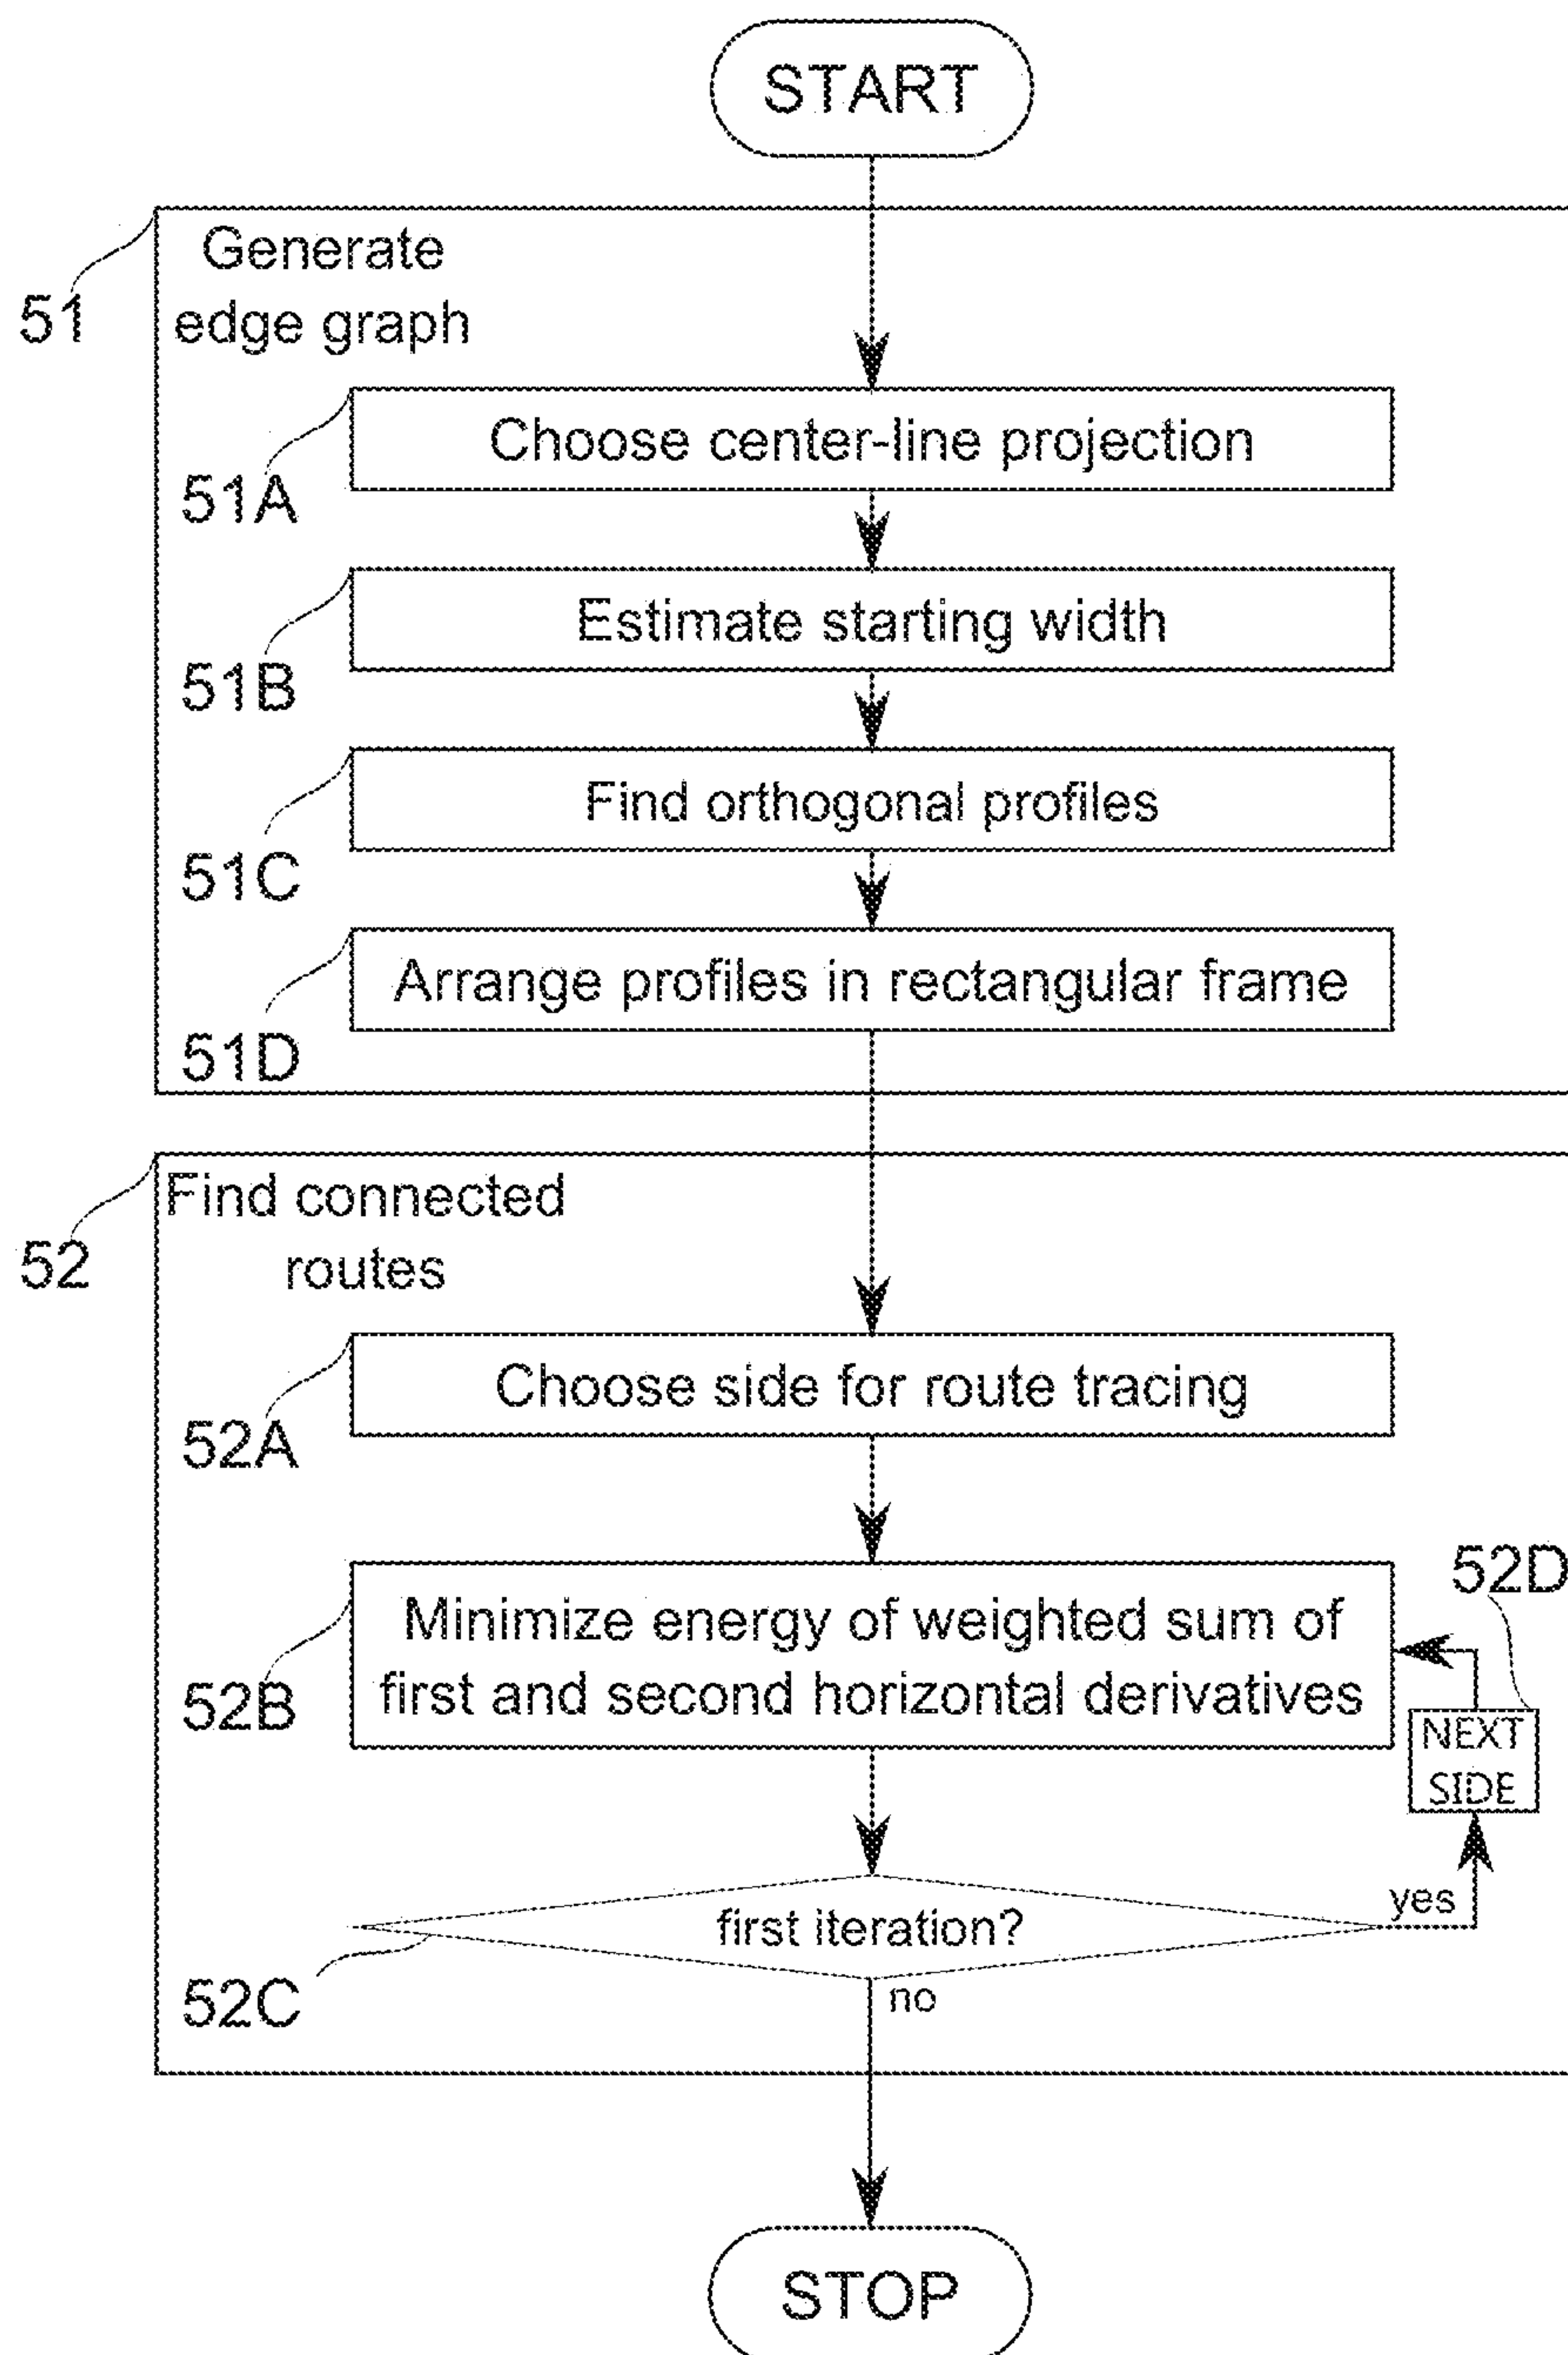 START
Generate
edge graph
51
Choose center-line projection
51A
Estimate starting width
51B
Find orthogonal profiles
51C
Arrange profiles in rectangular frame
51D
Find connected
routes
52
Choose side for route tracing
52A
52D
Minimize energy of weighted sum of
first and second horizontal derivatives
52B
NEXT
SIDE
yes
first iteration?
52C
no
STOP